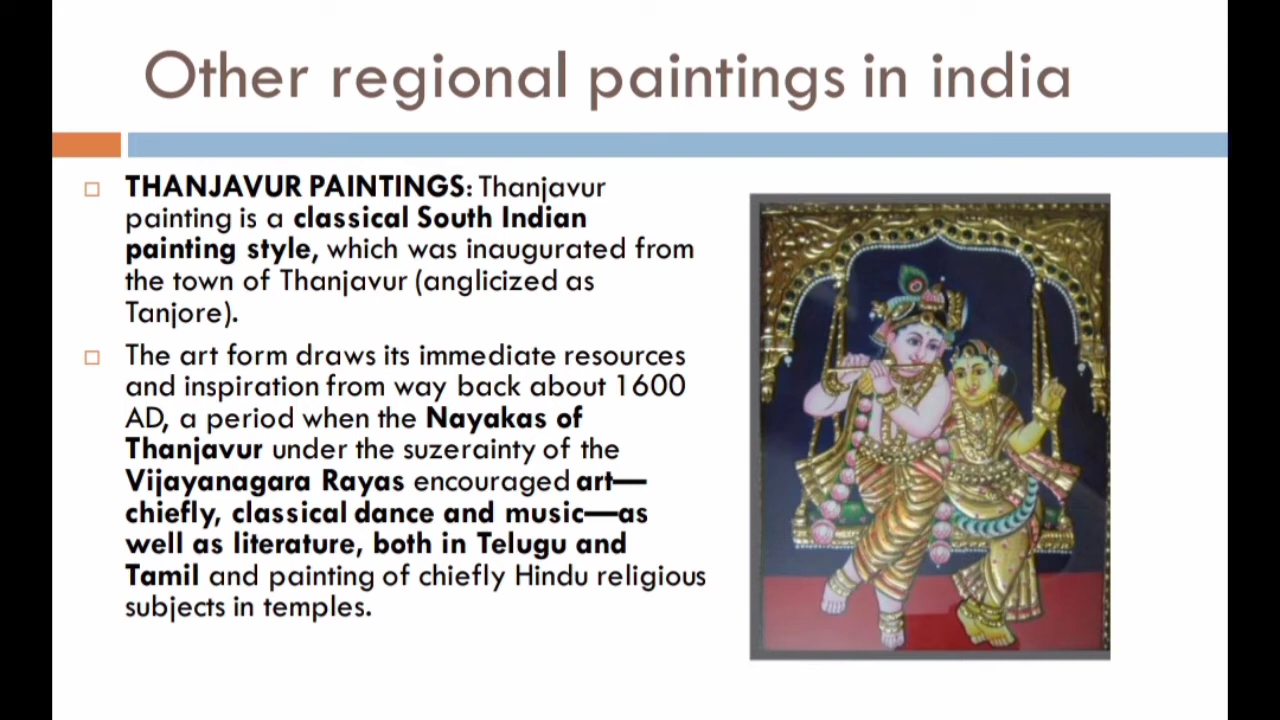 Other regional paintings in india
THANJAVUR PAINTINGS: Thanjavur
painting is a classical South Indian
painting style, which was inaugurated from
the town of Thanjavur (anglicized as
Tanjore).
The art form draws its immediate resources
and inspiration from way back about 1600
AD, a period when the Nayakas of
Thanjavur under the suzerainty of the
Vijayanagara Rayas encouraged art—
chiefly, classical dance and music—as
well as literature, both in Telugu and
Tamil and painting of chiefly Hindu religious
subjects in temples.